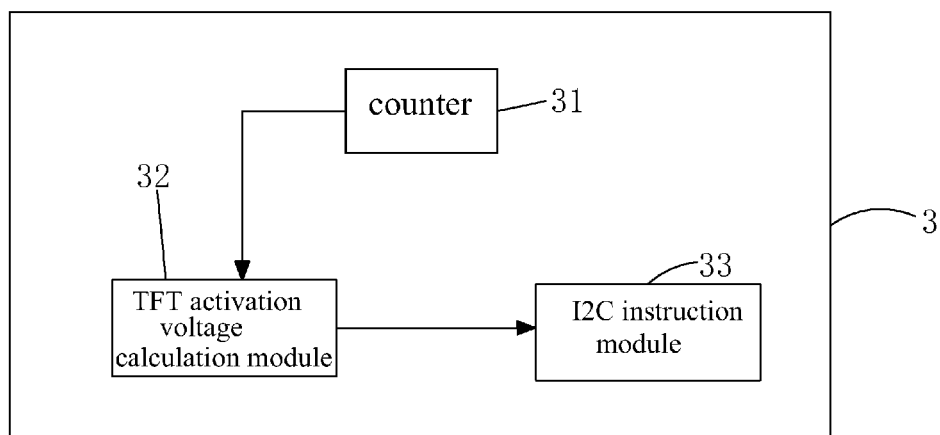 counter
31
32
3
33
TFT activation
voltage
calculation module
I2C instruction
module